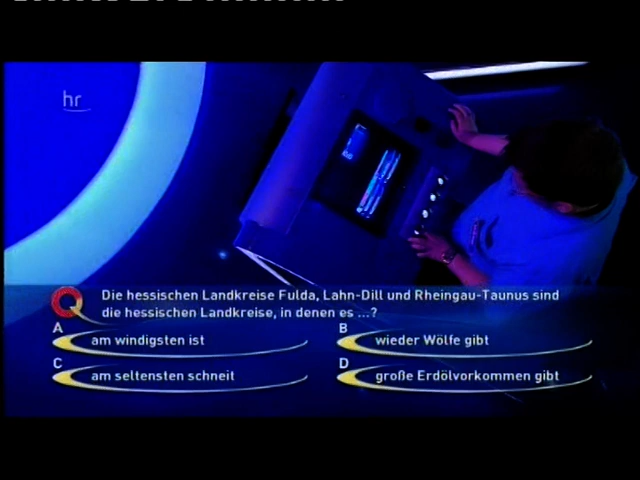 hr
Die hessischen Landkreise Fulda, Lahn-Dill und Rheingau-Taunus sind
die hessischen Landkreise, in denen es ...?
A
am windigsten ist
B
wieder Wölfe gibt
C
am seltensten schneit
D
große Erdölvorkommen gibt